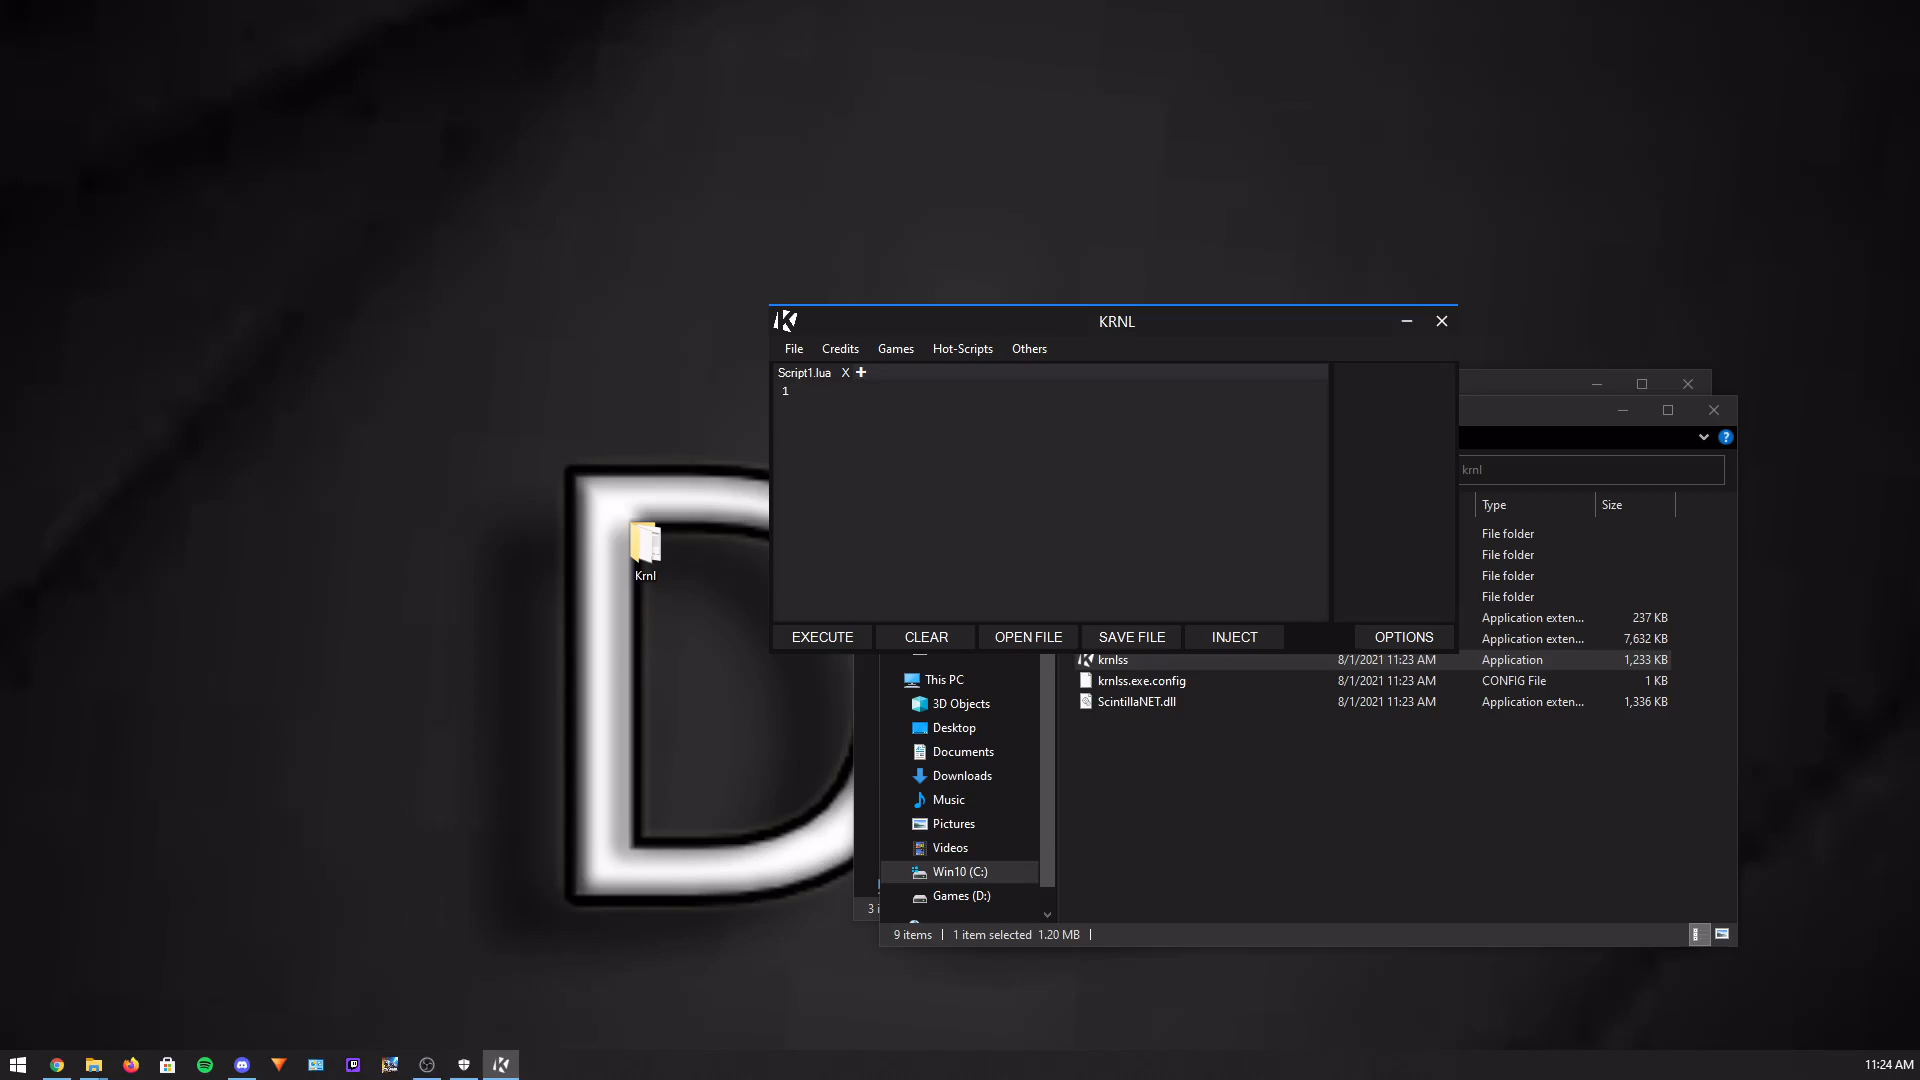 KRNL
File Credits Games Hot-Scripts Others
Script1.lua X
1
EXECUTE CLEAR OPEN FILE SAVE FILE INJECT OPTIONS
Krnl
krnl
Type Size
File folder
File folder
File folder
File folder
Application exten... 237 KB
Application exten... 7,632 KB
krnlss 8/1/2021 11:23 AM Application 1,233 KB
krnlss.exe.config 8/1/2021 11:23 AM CONFIG File 1 KB
ScintillaNET.dll 8/1/2021 11:23 AM Application exten... 1,336 KB
This PC
3D Objects
Desktop
Documents
Downloads
Music
Pictures
Videos
Win10 (C:)
Games (D:)
3
9 items 1 item selected 1.20 MB
D
11:24 AM